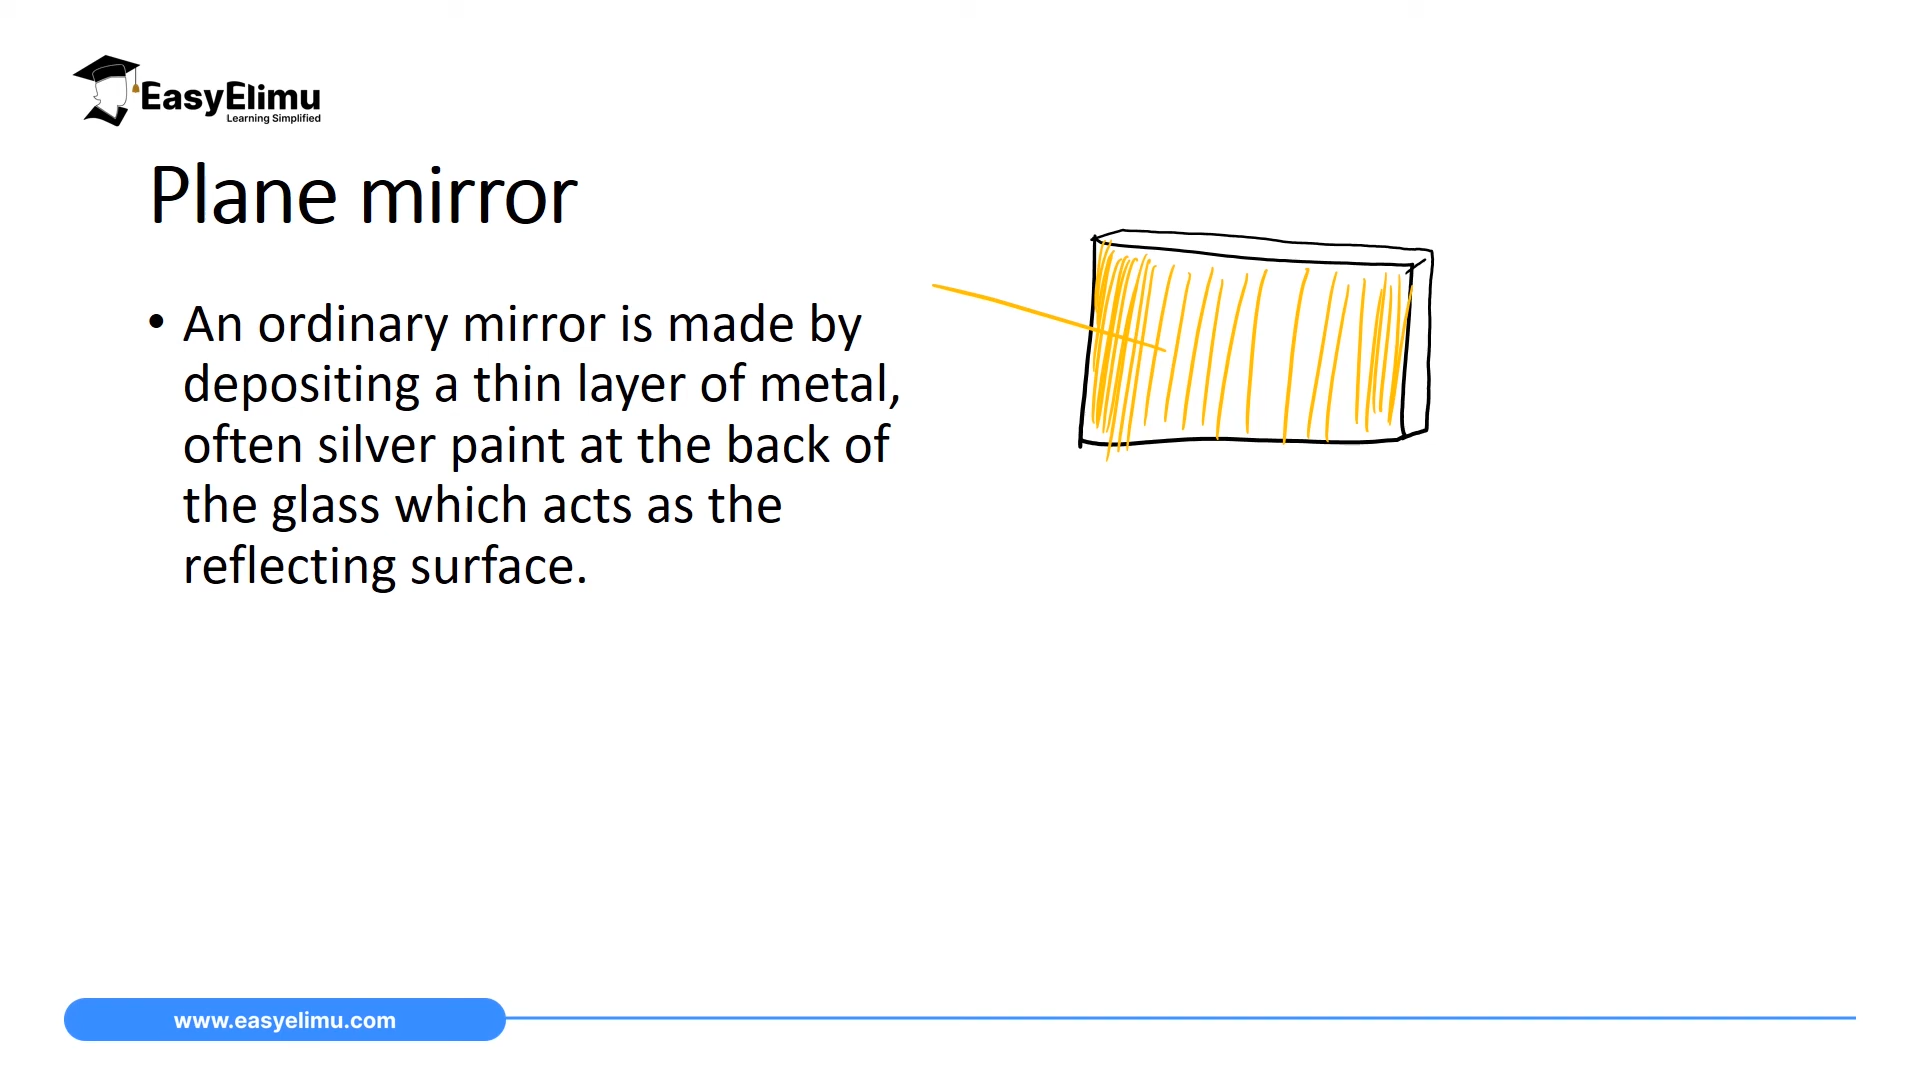 EasyElimu
Learning Simplified
Plane mirror
• An ordinary mirror is made by
depositing a thin layer of metal,
often silver paint at the back of
the glass which acts as the
reflecting surface.
www.easyelimu.com